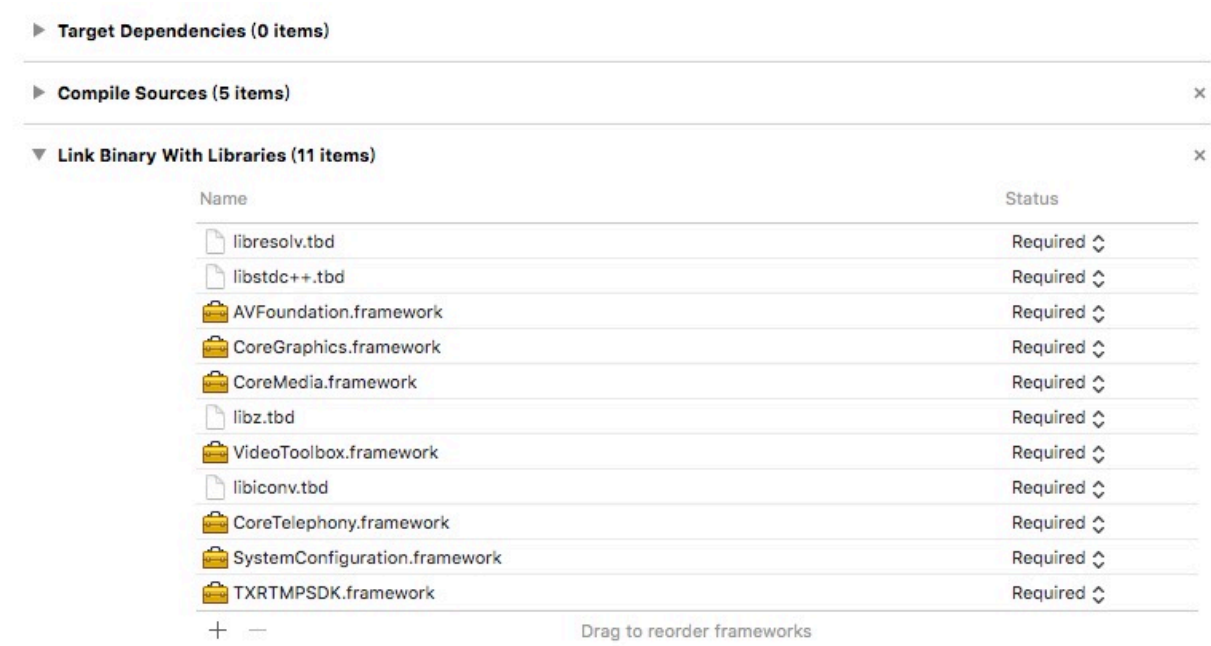 Target Dependencies (0 items)
Compile Sources (5 items)
Link Binary With Libraries (11 items)
Name Status
libresolv.tbd Required
libstdc++.tbd Required
AVFoundation.framework Required
CoreGraphics.framework Required
CoreMedia.framework Required
libz.tbd Required
VideoToolbox.framework Required
libiconv.tbd Required
CoreTelephony.framework Required
SystemConfiguration.framework Required
TXRTMPSDK.framework Required
Drag to reorder frameworks